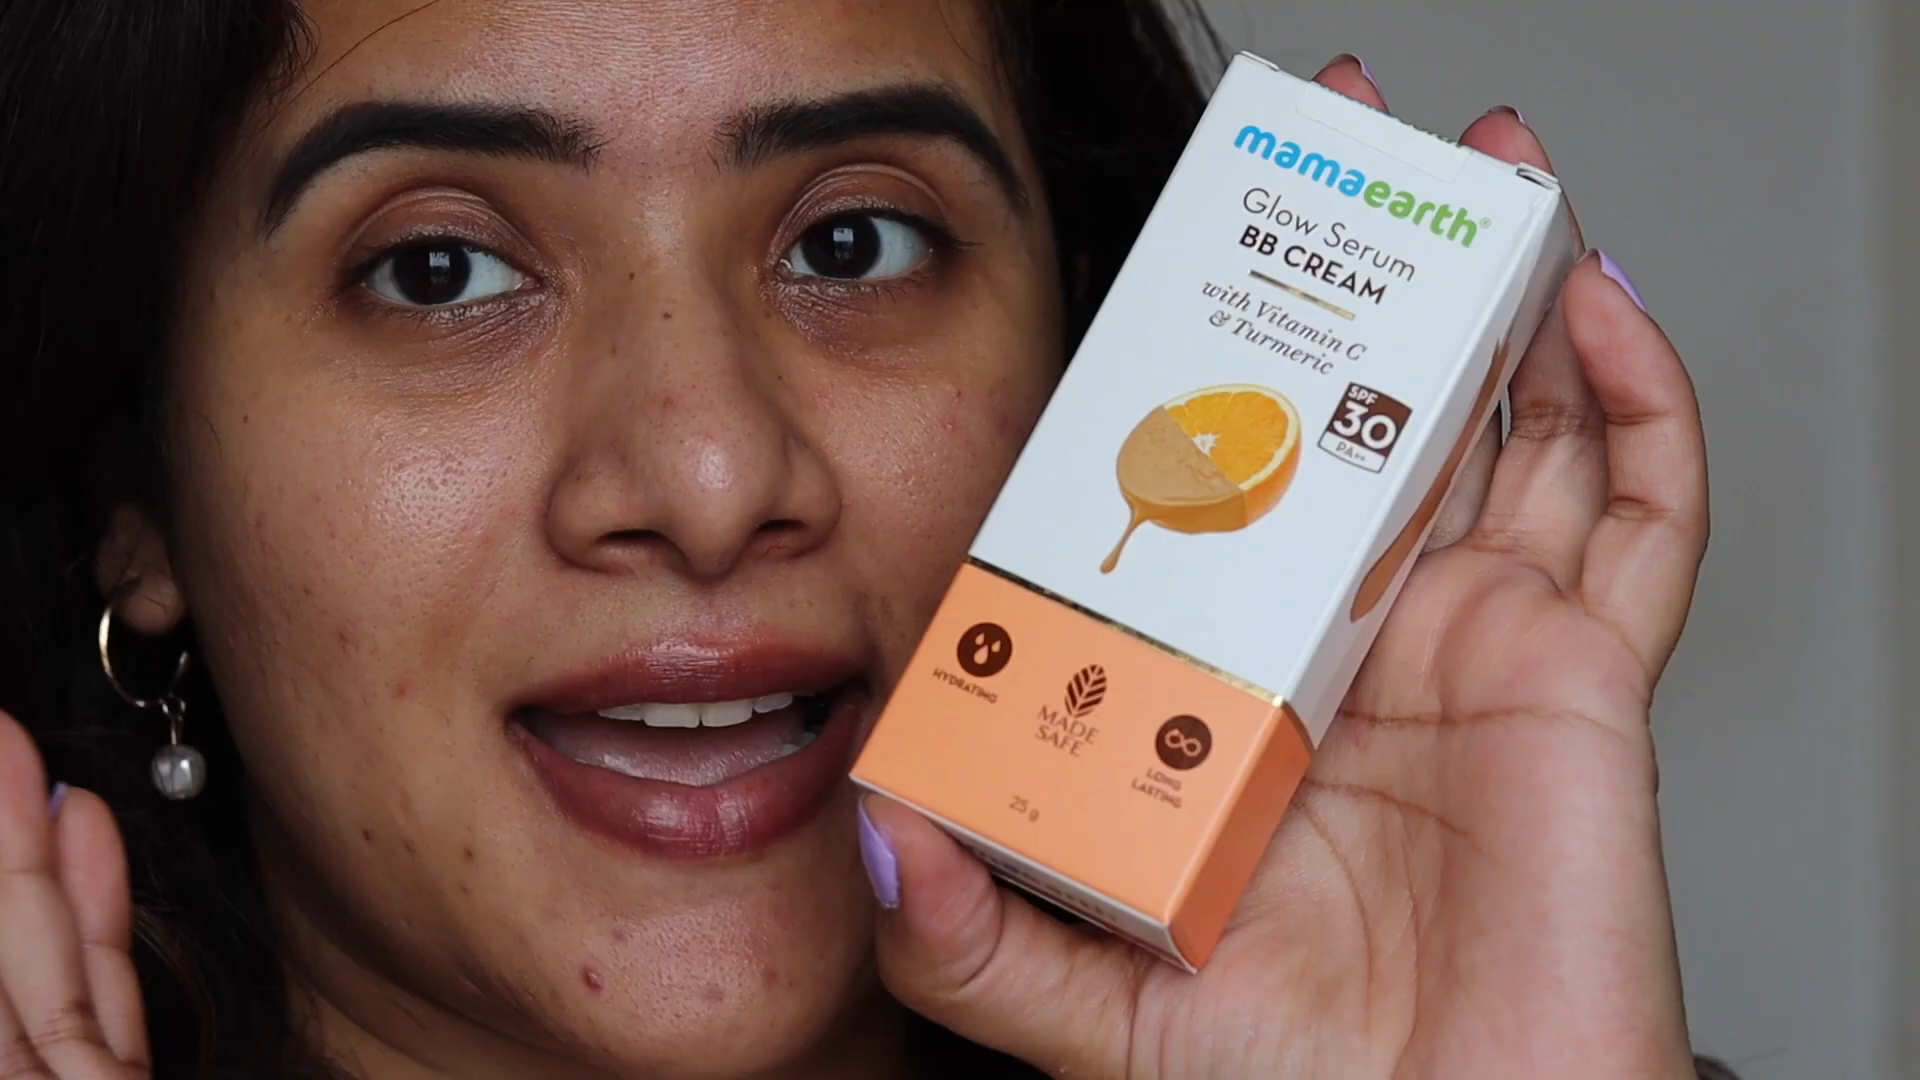 mamaearth®
Glow Serum
BB CREAM
with Vitamin C
& Turmeric
SPF
30
PA++
HYDRATING
MADE
SAFE
LONG
LASTING
25 g